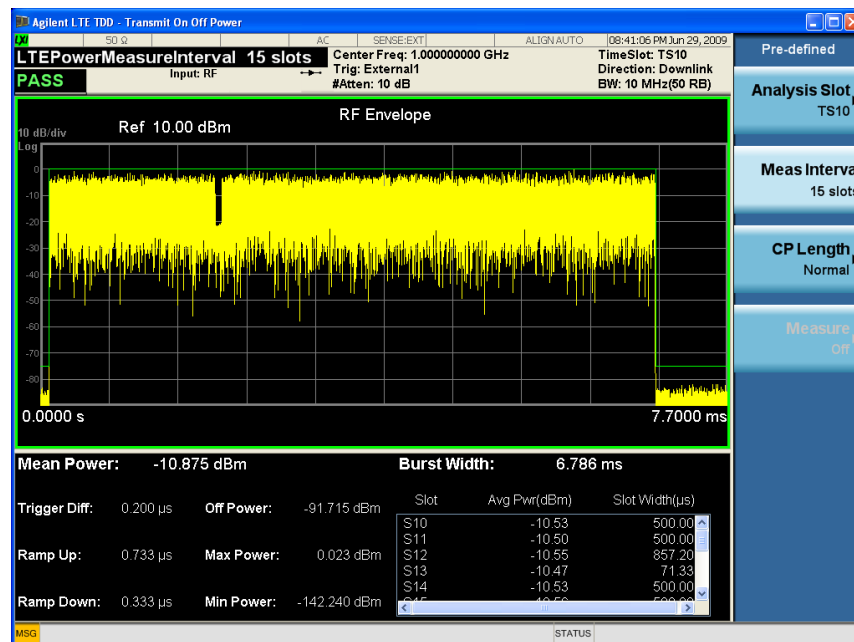 Agilent LTE TDD - Transmit On Off Power
LXI 50 Ω AC SENSE:EXT ALIGN AUTO 08:41:06 PM Jun 29, 2009
LTEPowerMeasureInterval 15 slots
PASS
Input: RF
Center Freq: 1.000000000 GHz
Trig: External1
#Atten: 10 dB
TimeSlot: TS10
Direction: Downlink
BW: 10 MHz(50 RB)
Pre-defined
Analysis Slot
TS10
Meas Interva
15 slots
CP Length
Normal
Measure
Off
RF Envelope
10 dB/div
Ref 10.00 dBm
Log
0
-10
-20
-30
-40
-50
-60
-70
-80
0.0000 s 7.7000 ms
Mean Power: -10.875 dBm Burst Width: 6.786 ms
Trigger Diff: 0.200 µs Off Power: -91.715 dBm
Ramp Up: 0.733 µs Max Power: 0.023 dBm
Ramp Down: 0.333 µs Min Power: -142.240 dBm
Slot Avg Pwr(dBm) Slot Width(µs)
S10 -10.53 500.00
S11 -10.50 500.00
S12 -10.55 857.20
S13 -10.47 71.33
S14 -10.53 500.00
MSG STATUS